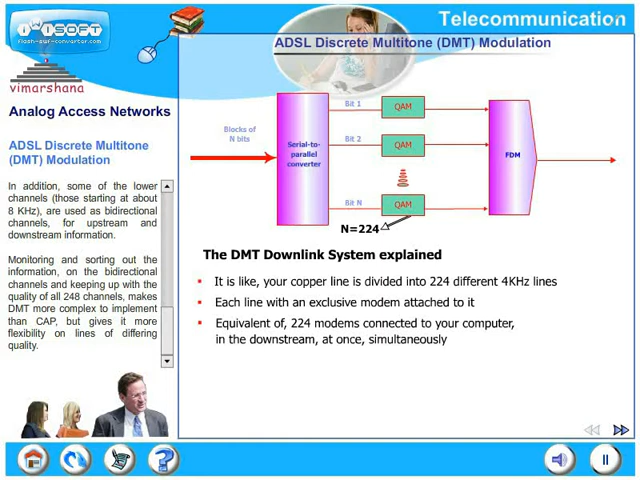 Telecommunication
iWiSOFT
flash-swf-converter.com
ADSL Discrete Multitone (DMT) Modulation
vimarshana
Analog Access Networks
ADSL Discrete Multitone
(DMT) Modulation
In addition, some of the lower
channels (those starting at about
8 KHz), are used as bidirectional
channels, for upstream and
downstream information.
Monitoring and sorting out the
information, on the bidirectional
channels and keeping up with the
quality of all 248 channels, makes
DMT more complex to implement
than CAP, but gives it more
flexibility on lines of differing
quality.
Blocks of
N bits
Serial-to-
parallel
converter
Bit 1
QAM
Bit 2
QAM
Bit N
QAM
FDM
N=224
The DMT Downlink System explained
It is like, your copper line is divided into 224 different 4KHz lines
Each line with an exclusive modem attached to it
Equivalent of, 224 modems connected to your computer,
in the downstream, at once, simultaneously